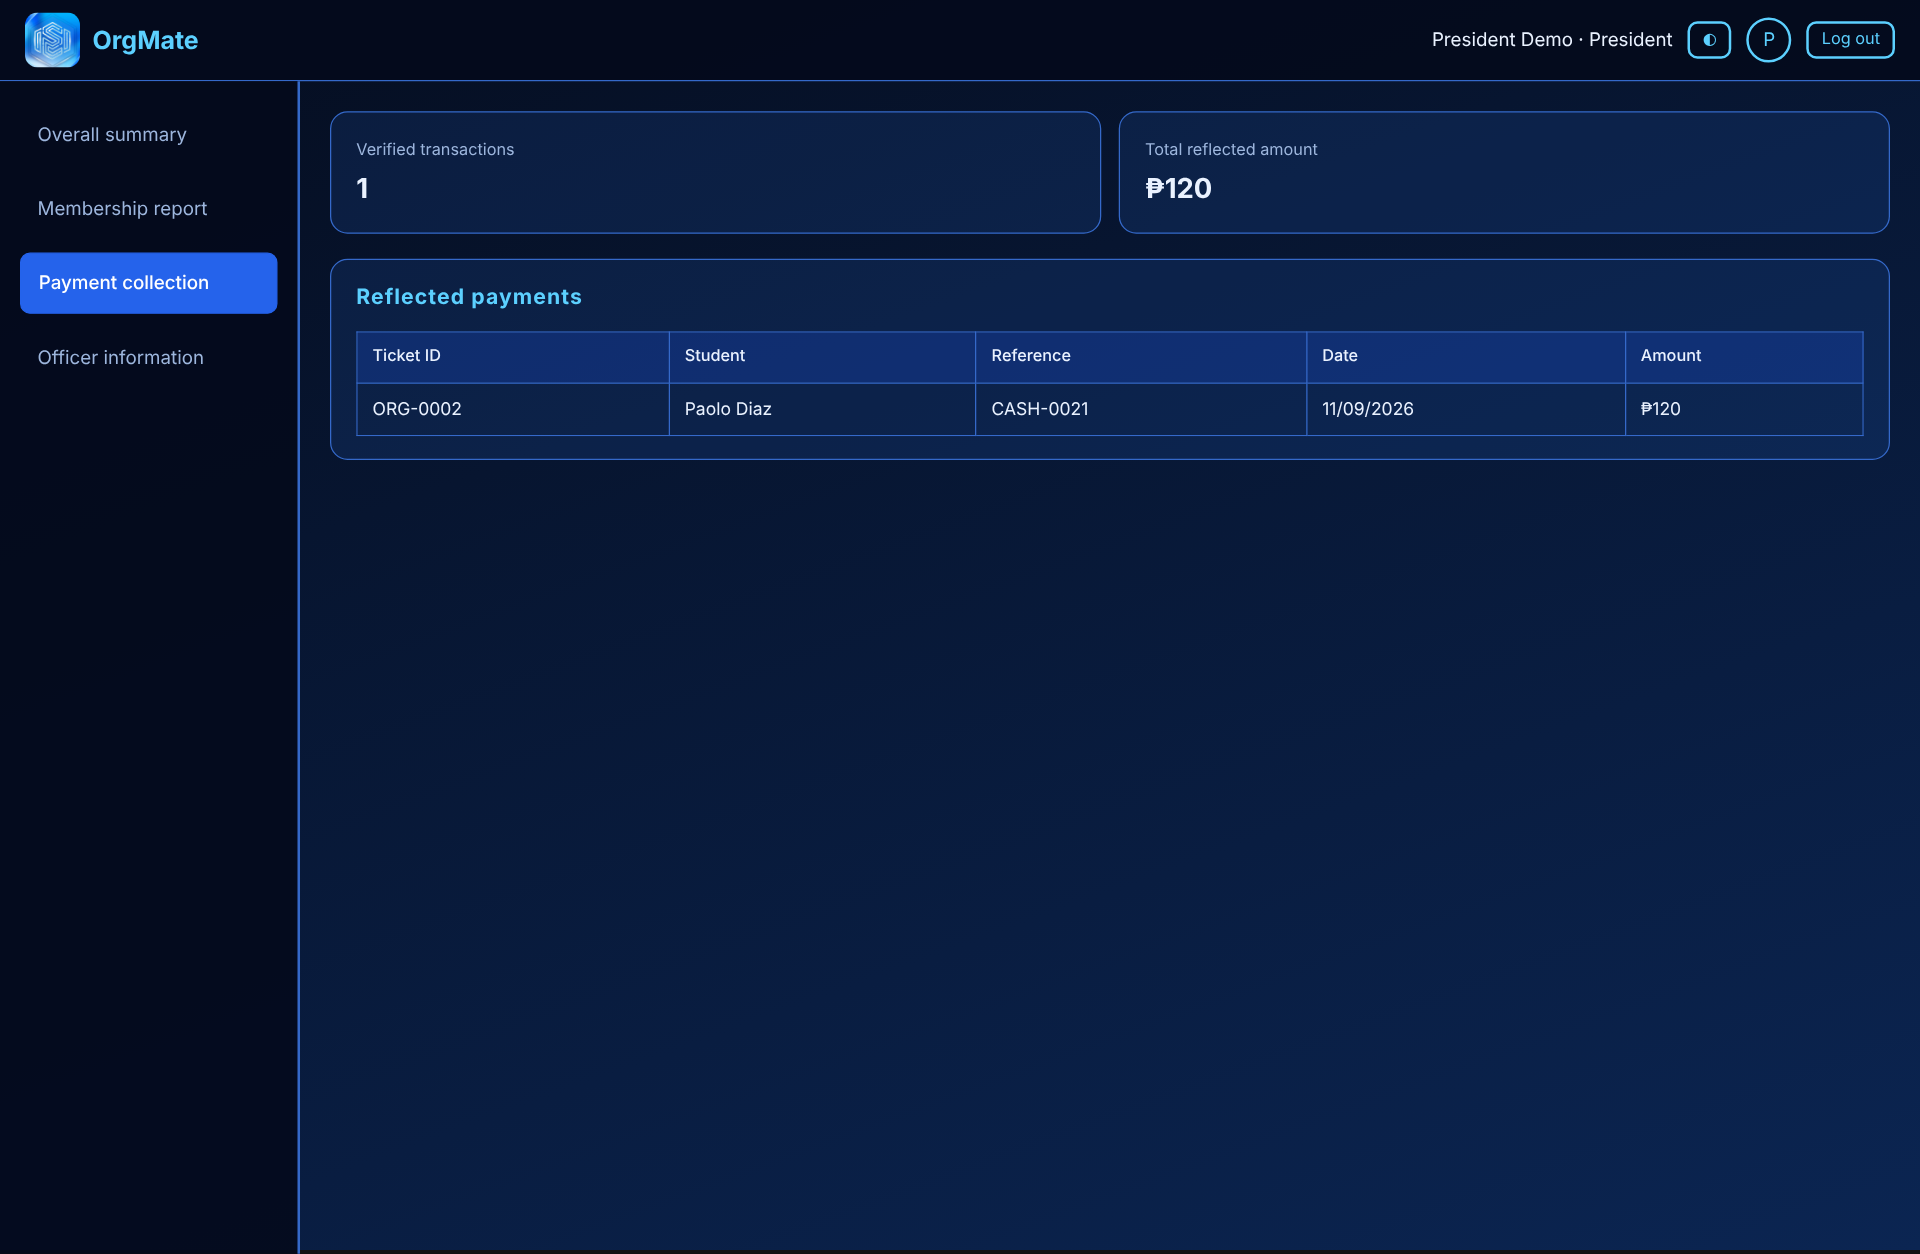 OrgMate
President Demo · President
P
Log out
Overall summary
Membership report
Payment collection
Officer information
Verified transactions
1
Total reflected amount
₱120
Reflected payments
Ticket ID Student Reference Date Amount
ORG-0002 Paolo Diaz CASH-0021 11/09/2026 ₱120